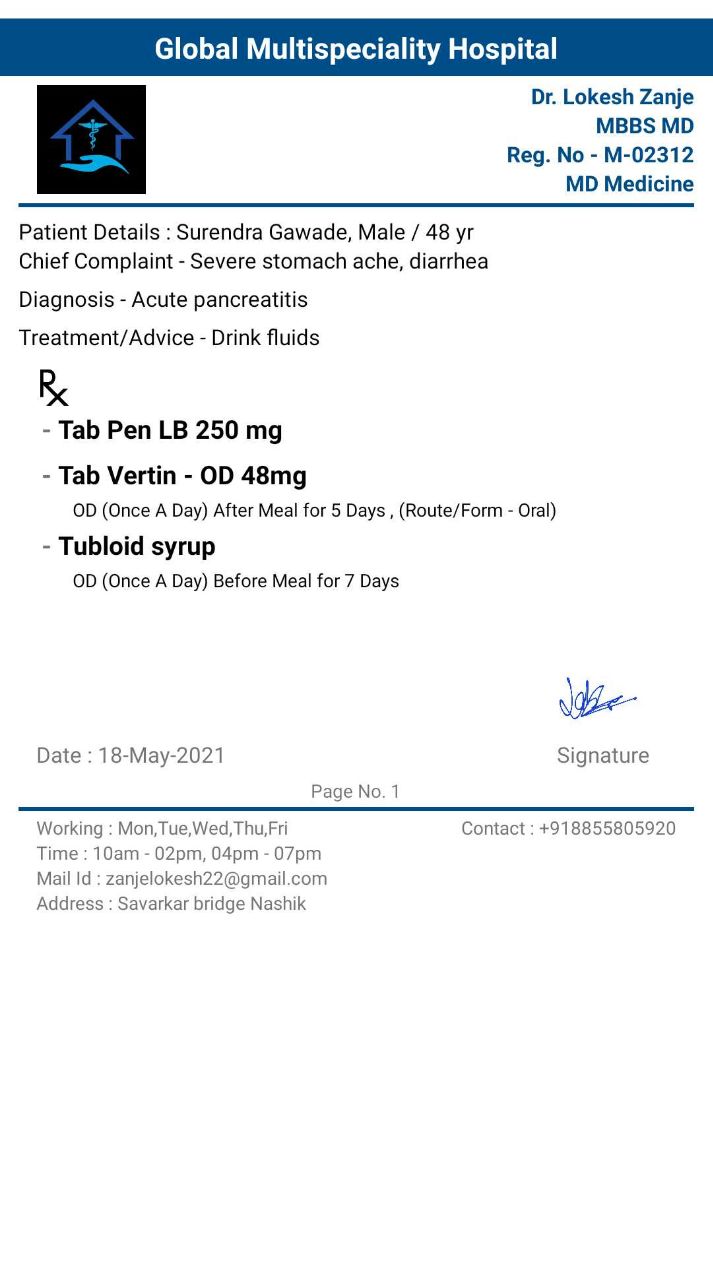 Global Multispeciality Hospital
Dr. Lokesh Zanje
MBBS MD
Reg. No - M-02312
MD Medicine
Patient Details : Surendra Gawade, Male / 48 yr
Chief Complaint - Severe stomach ache, diarrhea
Diagnosis - Acute pancreatitis
Treatment/Advice - Drink fluids
℞
- Tab Pen LB 250 mg
- Tab Vertin - OD 48mg
OD (Once A Day) After Meal for 5 Days , (Route/Form - Oral)
- Tubloid syrup
OD (Once A Day) Before Meal for 7 Days
Date : 18-May-2021
Signature
Page No. 1
Working : Mon,Tue,Wed,Thu,Fri
Contact : +918855805920
Time : 10am - 02pm, 04pm - 07pm
Mail Id : zanjelokesh22@gmail.com
Address : Savarkar bridge Nashik